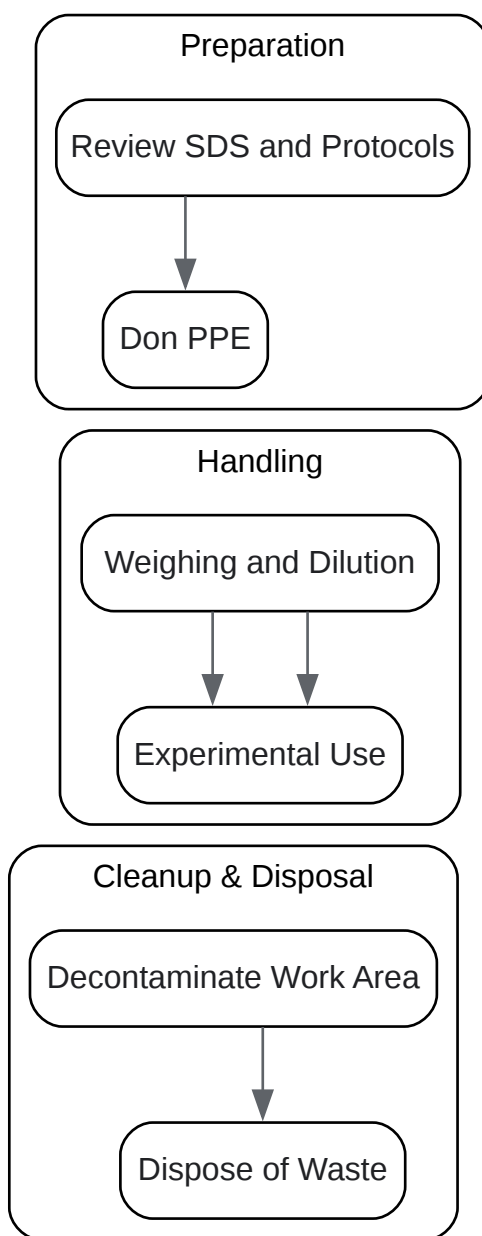 Preparation
Review SDS and Protocols
Don PPE
Handling
Weighing and Dilution
Experimental Use
Cleanup & Disposal
Decontaminate Work Area
Dispose of Waste